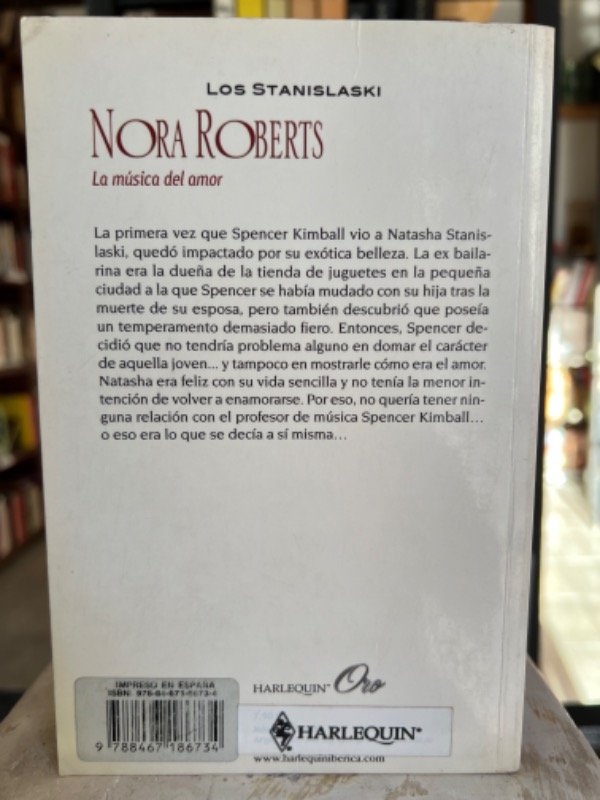 LOS STANISLASKI
NORA ROBERTS
La música del amor
La primera vez que Spencer Kimball vio a Natasha Stanis-
laski, quedó impactado por su exótica belleza. La ex baila-
rina era la dueña de la tienda de juguetes en la pequeña
ciudad a la que Spencer se había mudado con su hija tras la
muerte de su esposa, pero también descubrió que poseía
un temperamento demasiado fiero. Entonces, Spencer de-
cidió que no tendría problema alguno en domar el carácter
de aquella joven... y tampoco en mostrarle cómo era el amor.
Natasha era feliz con su vida sencilla y no tenía la menor in-
tención de volver a enamorarse. Por eso, no quería tener nin-
guna relación con el profesor de música Spencer Kimball...
o eso era lo que se decía a sí misma...
IMPRESO EN ESPAÑA
ISBN: 978-84-671-8673-4
9 788467 186734
HARLEQUIN™ Oro
HARLEQUIN®
www.harlequiniberica.com